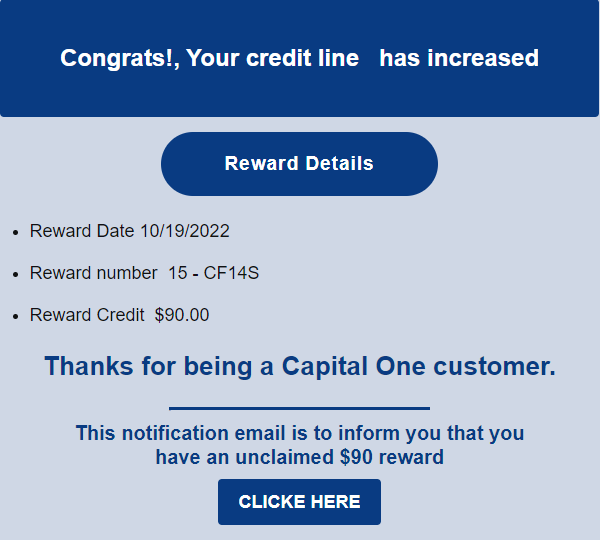 Congrats!, Your credit line has increased
Reward Details
Reward Date 10/19/2022
Reward number 15 - CF14S
Reward Credit $90.00
Thanks for being a Capital One customer.
This notification email is to inform you that you
have an unclaimed $90 reward
CLICKE HERE